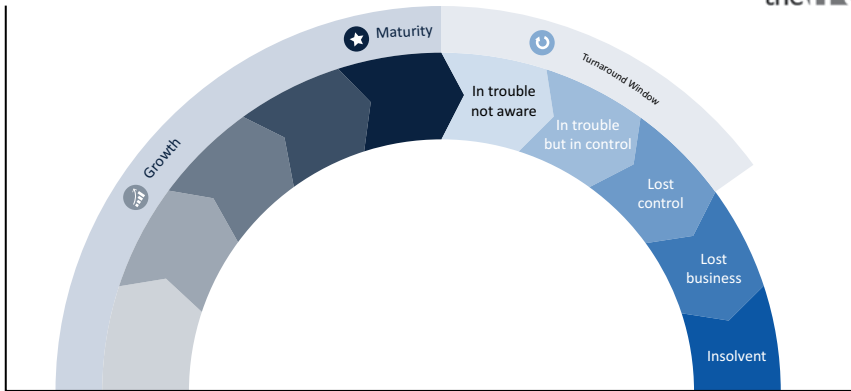 Growth
Maturity
Turnaround Window
In trouble
not aware
In trouble
but in control
Lost
control
Lost
business
Insolvent